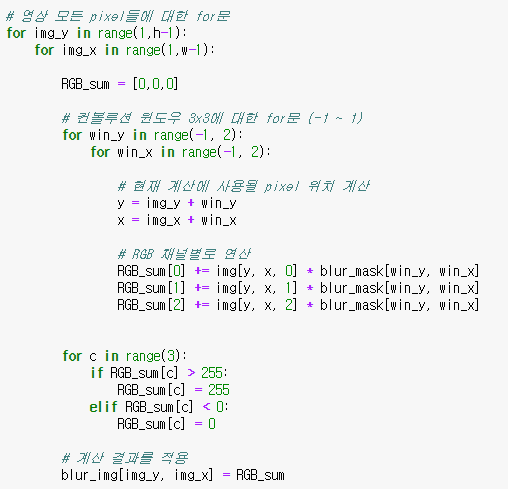 # 영상 모든 pixel들에 대한 for문
for img_y in range(1,h-1):
    for img_x in range(1,w-1):
        RGB_sum = [0,0,0]
        # 컨볼루션 윈도우 3x3에 대한 for문 (-1 ~ 1)
        for win_y in range(-1, 2):
            for win_x in range(-1, 2):
                # 현재 계산에 사용될 pixel 위치 계산
                y = img_y + win_y
                x = img_x + win_x
                # RGB 채널별로 연산
                RGB_sum[0] += img[y, x, 0] * blur_mask[win_y, win_x]
                RGB_sum[1] += img[y, x, 1] * blur_mask[win_y, win_x]
                RGB_sum[2] += img[y, x, 2] * blur_mask[win_y, win_x]
        for c in range(3):
            if RGB_sum[c] > 255:
                RGB_sum[c] = 255
            elif RGB_sum[c] < 0:
                RGB_sum[c] = 0
        # 계산 결과를 적용
        blur_img[img_y, img_x] = RGB_sum